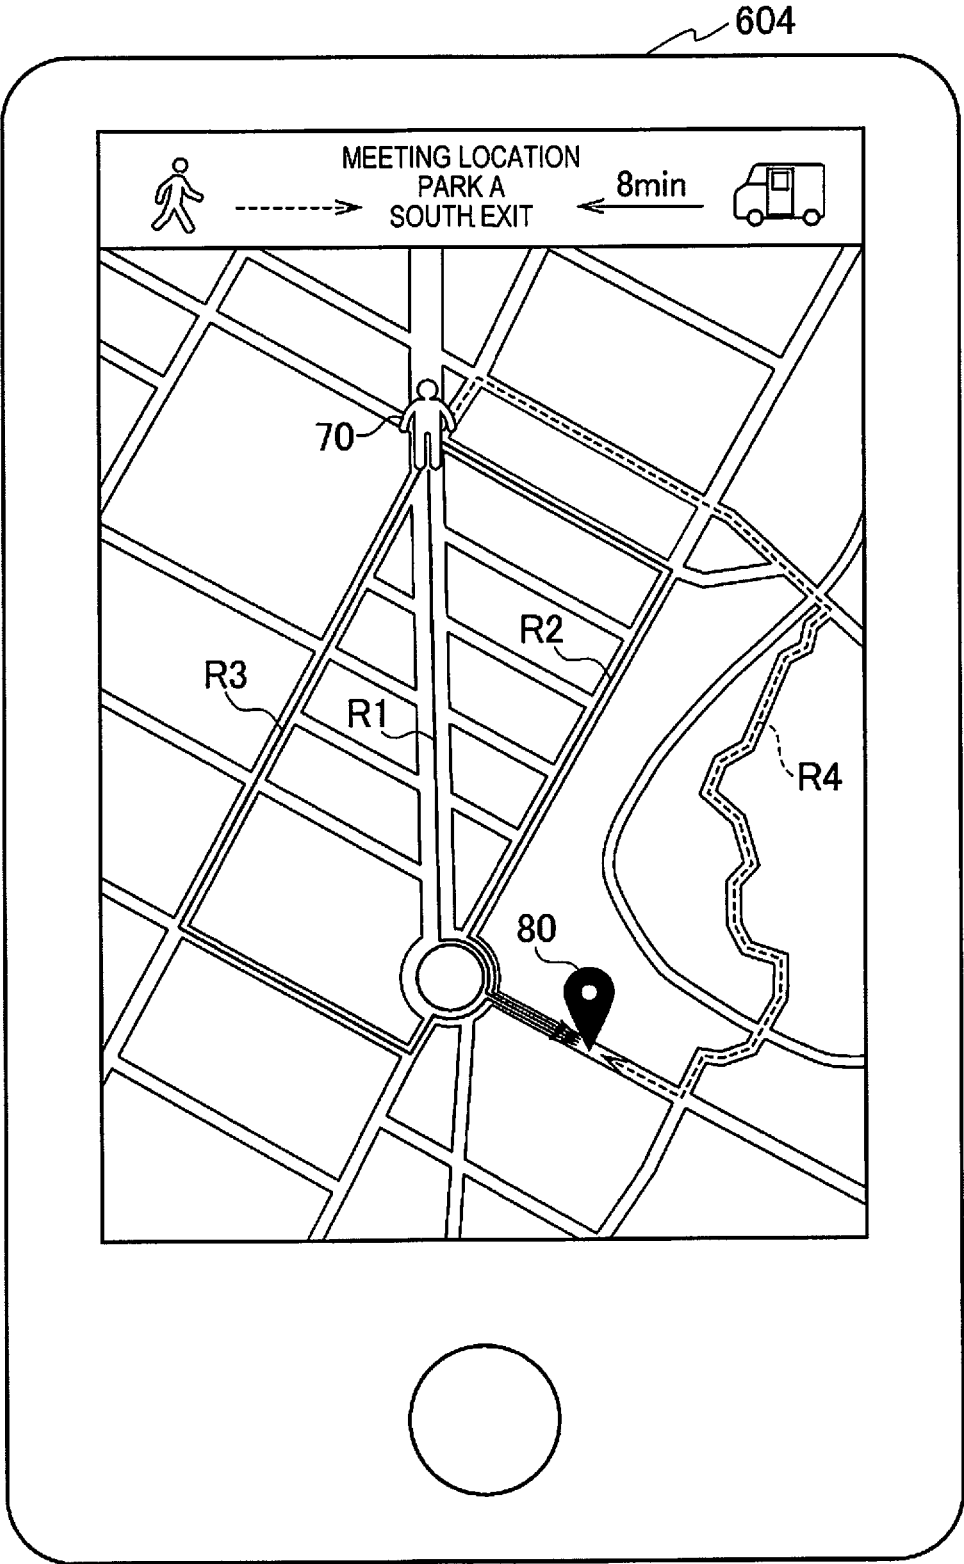 604
MEETING LOCATION
PARK A
SOUTH EXIT
8min
70
R2
R3
R1
R4
80